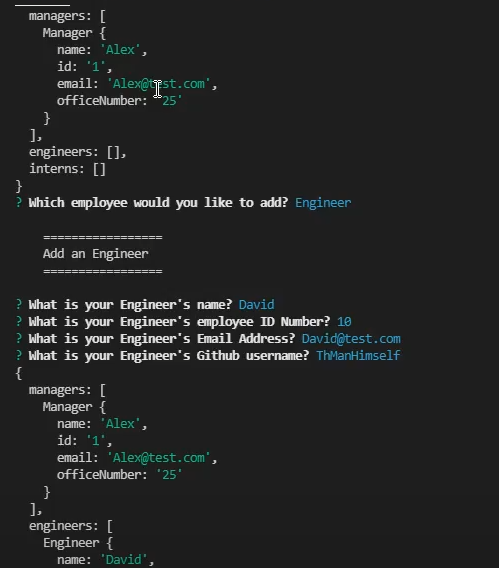 managers: [
Manager {
name: 'Alex',
id: '1',
email: 'Alex@test.com',
officeNumber: '25'
}
],
engineers: [],
interns: []
}
? Which employee would you like to add? Engineer
=================
Add an Engineer
=================
? What is your Engineer's name? David
? What is your Engineer's employee ID Number? 10
? What is your Engineer's Email Address? David@test.com
? What is your Engineer's Github username? ThManHimself
{
managers: [
Manager {
name: 'Alex',
id: '1',
email: 'Alex@test.com',
officeNumber: '25'
}
],
engineers: [
Engineer {
name: 'David',